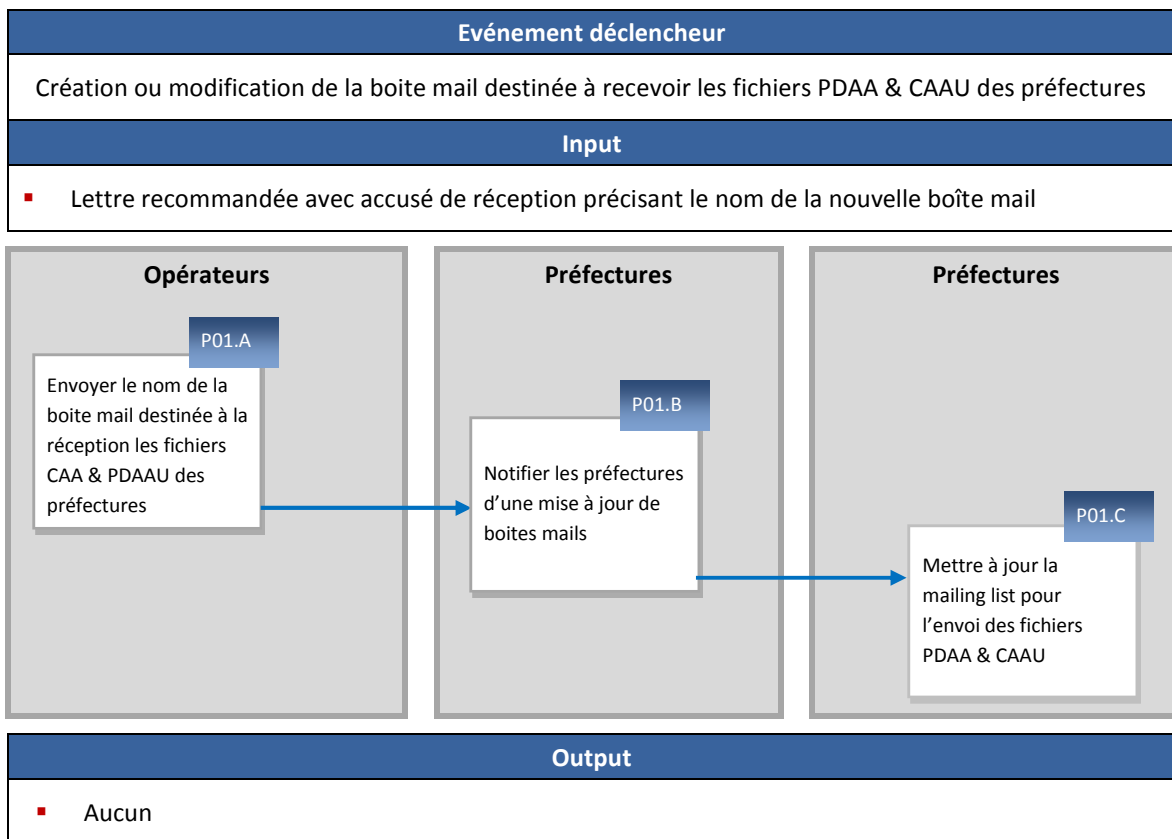 Evénement déclencheur
Création ou modification de la boite mail destinée à recevoir les fichiers PDAA & CAAU des préfectures
Input
▪ Lettre recommandée avec accusé de réception précisant le nom de la nouvelle boîte mail
Opérateurs
P01.A
Envoyer le nom de la
boite mail destinée à la
réception les fichiers
CAA & PDAAU des
préfectures
Préfectures
P01.B
Notifier les préfectures
d’une mise à jour de
boites mails
Préfectures
P01.C
Mettre à jour la
mailing list pour
l’envoi des fichiers
PDAA & CAAU
Output
▪ Aucun